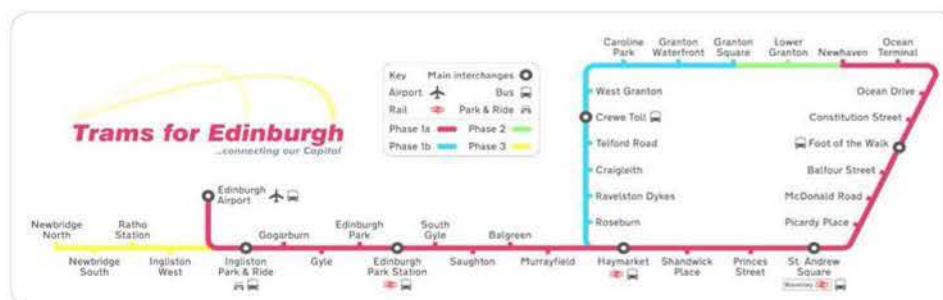 Trams for Edinburgh
...connecting our Capital
Key
Main interchanges
Airport
Bus
Rail
Park & Ride
Phase 1a
Phase 2
Phase 1b
Phase 3
Caroline
Park
Granton
Waterfront
Granton
Square
Lower
Granton
Newhaven
Ocean
Terminal
West Granton
Crewe Toll
Telford Road
Craigleith
Ravelston Dykes
Roseburn
Ocean Drive
Constitution Street
Foot of the Walk
Balfour Street
McDonald Road
Picardy Place
Edinburgh
Airport
Newbridge
North
Ratho
Station
Gogarburn
Edinburgh
Park
South
Gyle
Balgreen
Newbridge
South
Ingliston
West
Ingliston
Park & Ride
Gyle
Edinburgh
Park Station
Saughton
Murrayfield
Haymarket
Shandwick
Place
Princes
Street
St. Andrew
Square
Waverley